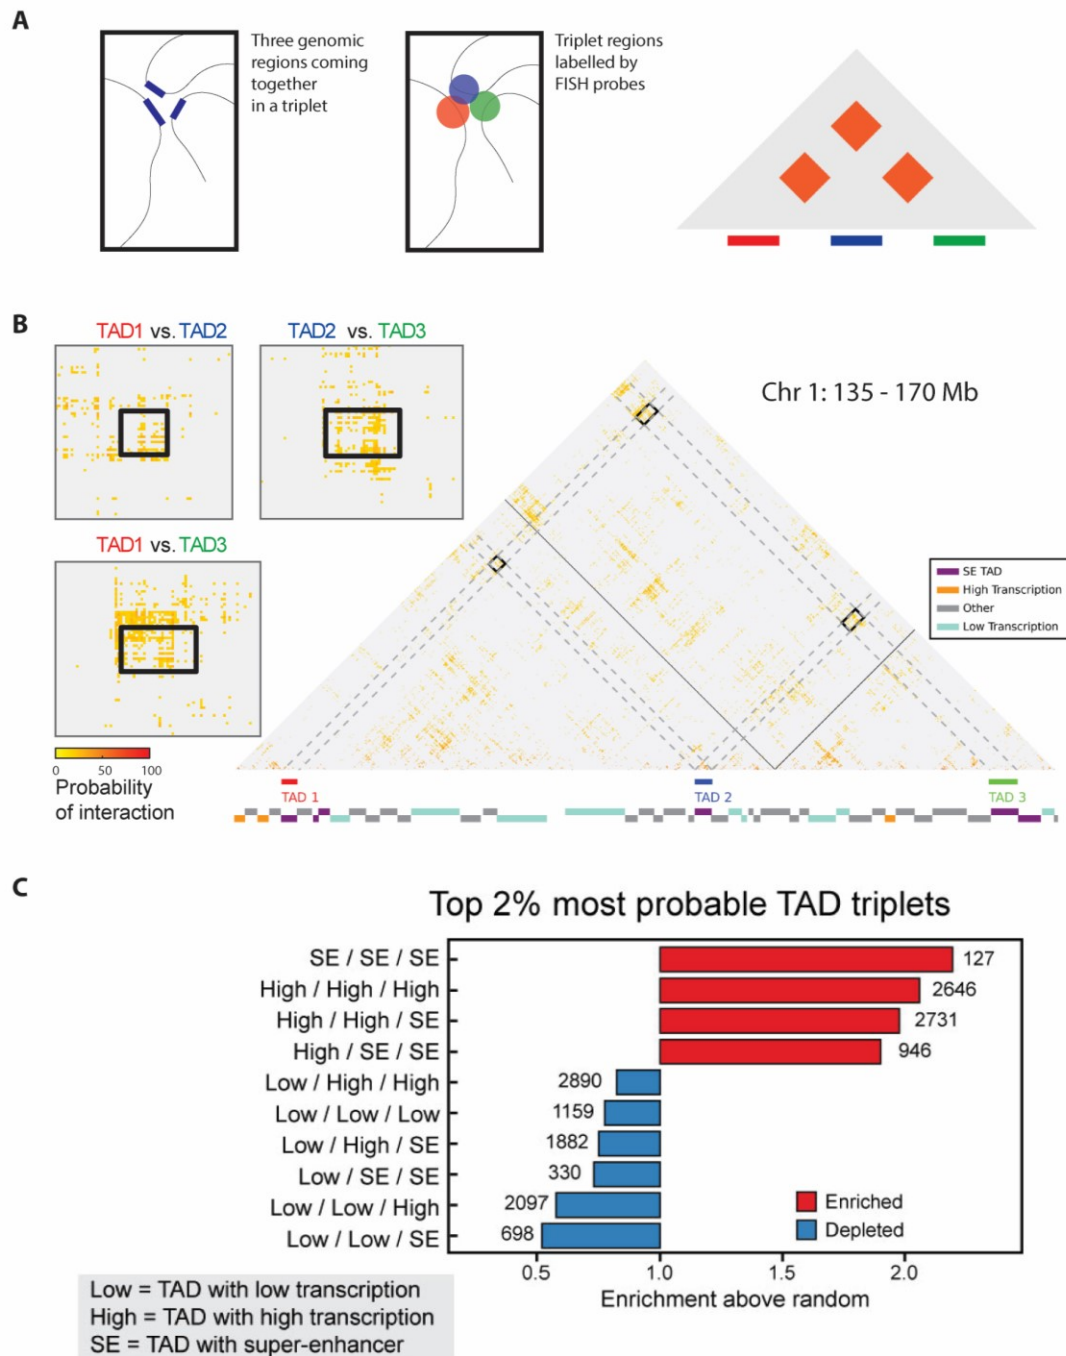 A
Three genomic
regions coming
together
in a triplet
Triplet regions
labelled by
FISH probes
B
TAD1 vs. TAD2
TAD2 vs. TAD3
Chr 1: 135 - 170 Mb
TAD1 vs. TAD3
SE TAD
High Transcription
Other
Low Transcription
0 50 100
Probability
of interaction
TAD 1
TAD 2
TAD 3
C
Top 2% most probable TAD triplets
SE / SE / SE 127
High / High / High 2646
High / High / SE 2731
High / SE / SE 946
Low / High / High 2890
Low / Low / Low 1159
Low / High / SE 1882
Low / SE / SE 330
Low / Low / High 2097
Low / Low / SE 698
Enriched
Depleted
0.5 1.0 1.5 2.0
Enrichment above random
Low = TAD with low transcription
High = TAD with high transcription
SE = TAD with super-enhancer